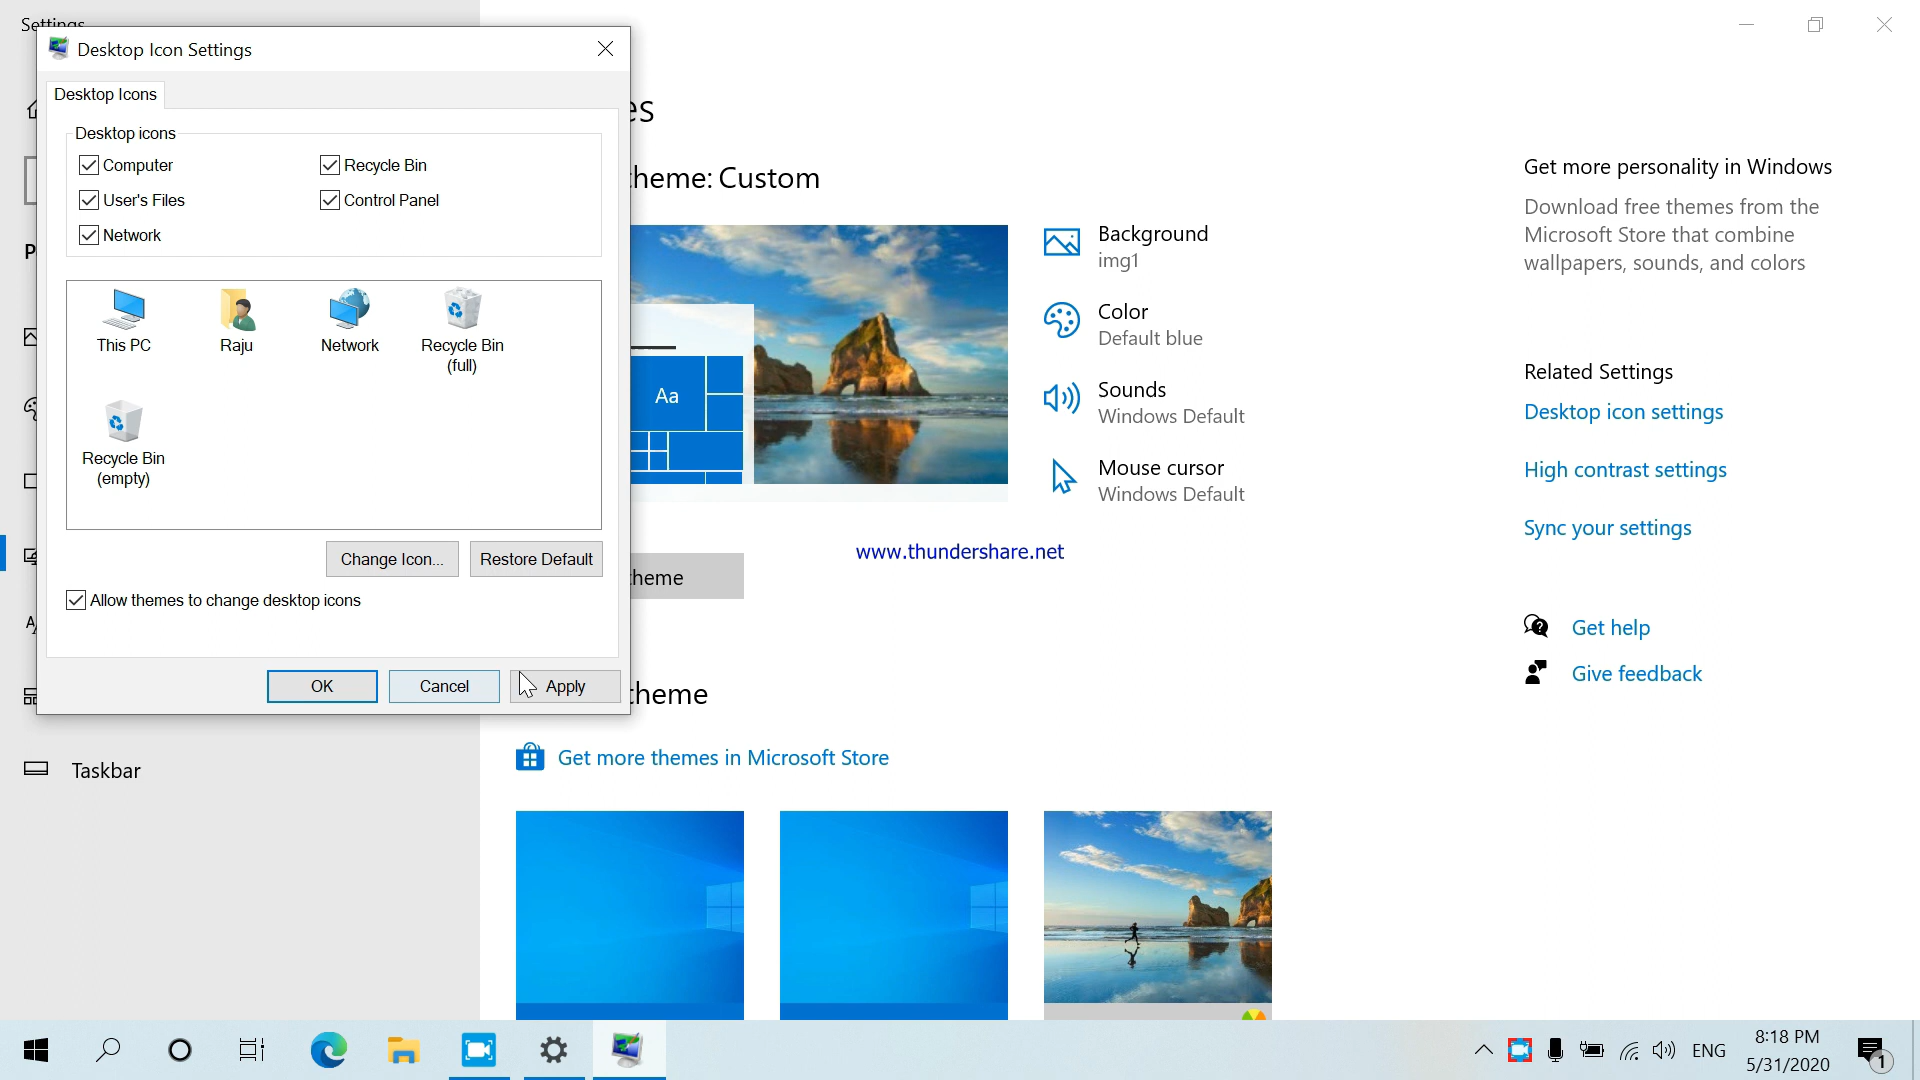 Settings
Desktop Icon Settings
Desktop Icons
Desktop icons
Computer
Recycle Bin
User's Files
Control Panel
Network
This PC
Raju
Network
Recycle Bin
(full)
Recycle Bin
(empty)
Change Icon...
Restore Default
Allow themes to change desktop icons
OK
Cancel
Apply
es
heme: Custom
Aa
Background
img1
Color
Default blue
Sounds
Windows Default
Mouse cursor
Windows Default
www.thundershare.net
heme
heme
Get more themes in Microsoft Store
Get more personality in Windows
Download free themes from the
Microsoft Store that combine
wallpapers, sounds, and colors
Related Settings
Desktop icon settings
High contrast settings
Sync your settings
Get help
Give feedback
Taskbar
ENG
8:18 PM
5/31/2020
1